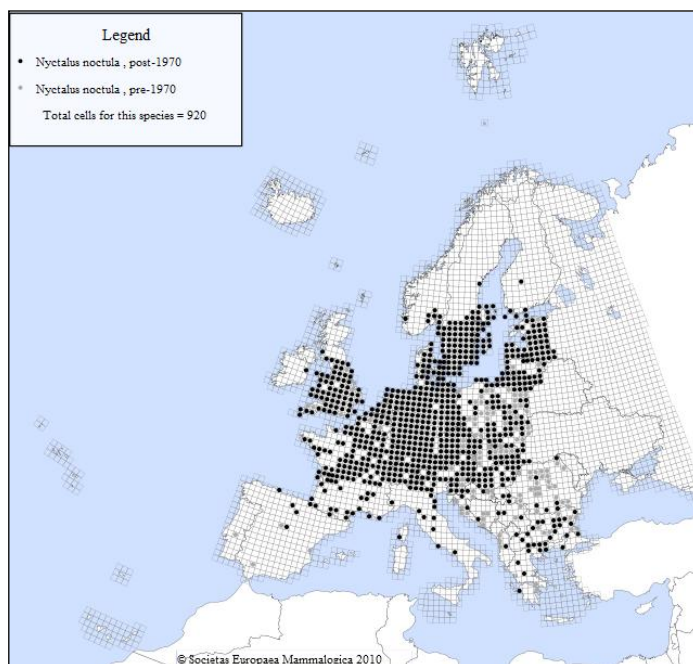 Legend
Nyctalus noctula , post-1970
Nyctalus noctula , pre-1970
Total cells for this species = 920
© Societas Europaea Mammalogica 2010